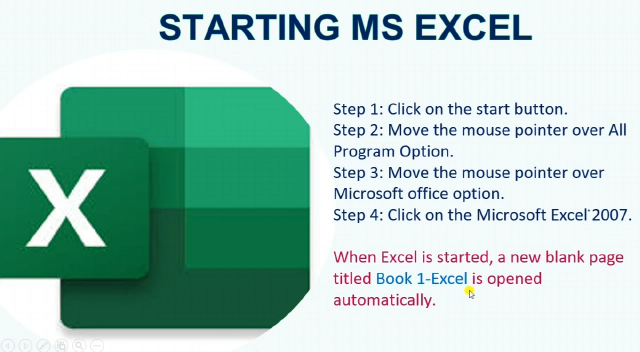 STARTING MS EXCEL
X
Step 1: Click on the start button.
Step 2: Move the mouse pointer over All
Program Option.
Step 3: Move the mouse pointer over
Microsoft office option.
Step 4: Click on the Microsoft Excel 2007.
When Excel is started, a new blank page
titled Book 1-Excel is opened
automatically.